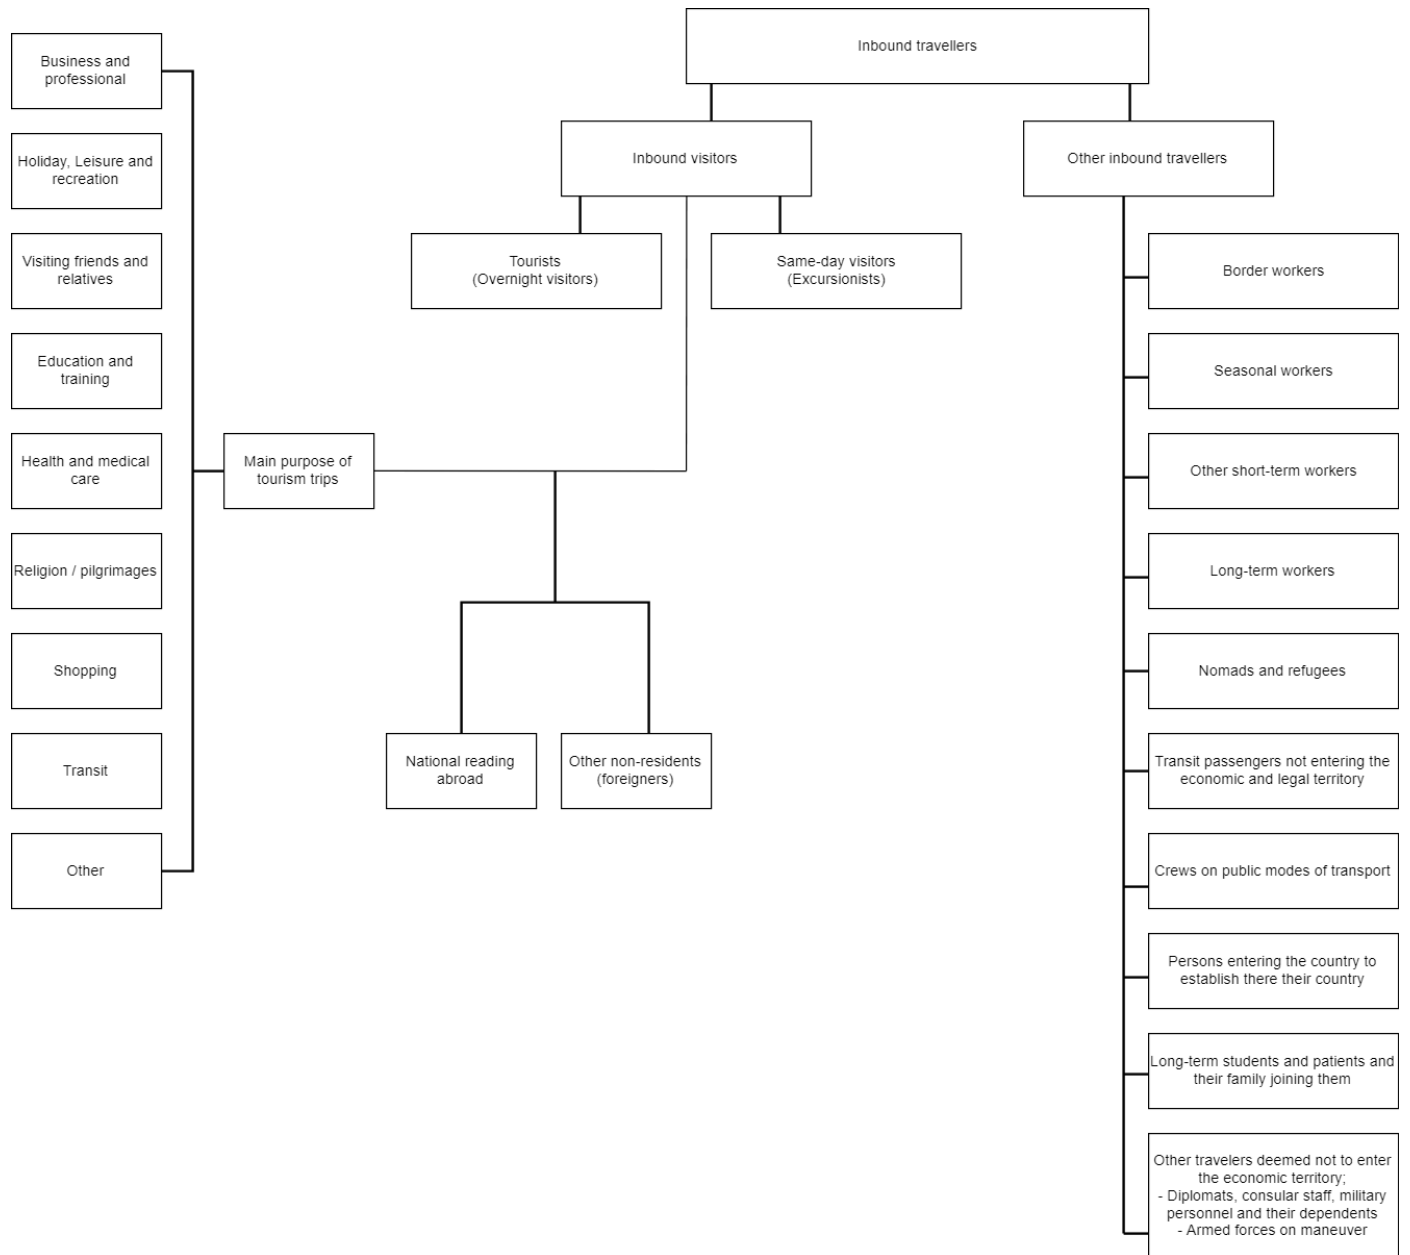 Inbound travellers
Inbound visitors
Other inbound travellers
Tourists
(Overnight visitors)
Same-day visitors
(Excursionists)
Business and
professional
Holiday, Leisure and
recreation
Visiting friends and
relatives
Education and
training
Health and medical
care
Religion / pilgrimages
Shopping
Transit
Other
Main purpose of
tourism trips
National reading
abroad
Other non-residents
(foreigners)
Border workers
Seasonal workers
Other short-term workers
Long-term workers
Nomads and refugees
Transit passengers not entering the
economic and legal territory
Crews on public modes of transport
Persons entering the country to
establish there their country
Long-term students and patients and
their family joining them
Other travelers deemed not to enter
the economic territory;
- Diplomats, consular staff, military
personnel and their dependents
- Armed forces on maneuver